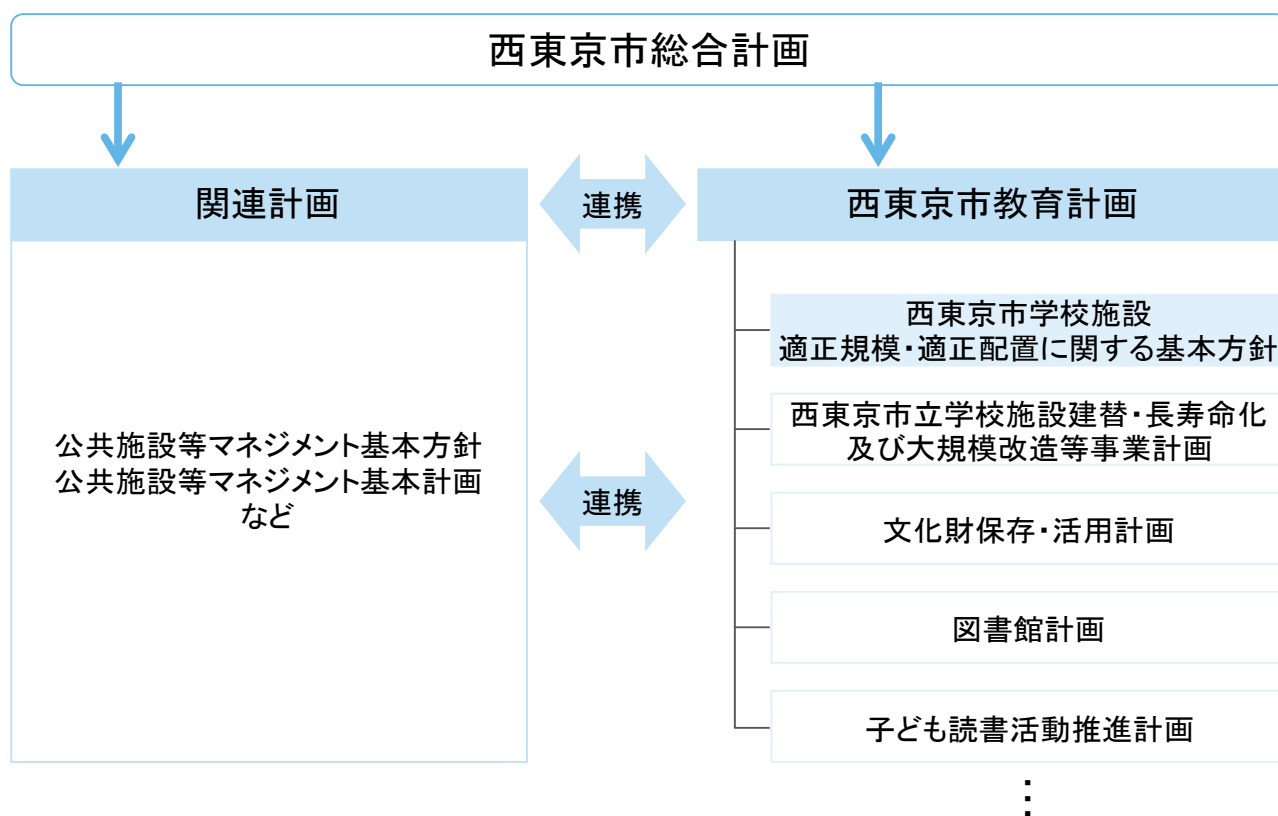 西東京市総合計画
関連計画
連携
西東京市教育計画
公共施設等マネジメント基本方針
公共施設等マネジメント基本計画
など
連携
西東京市学校施設
適正規模・適正配置に関する基本方針
西東京市立学校施設建替・長寿命化
及び大規模改造等事業計画
文化財保存・活用計画
図書館計画
子ども読書活動推進計画
⋮